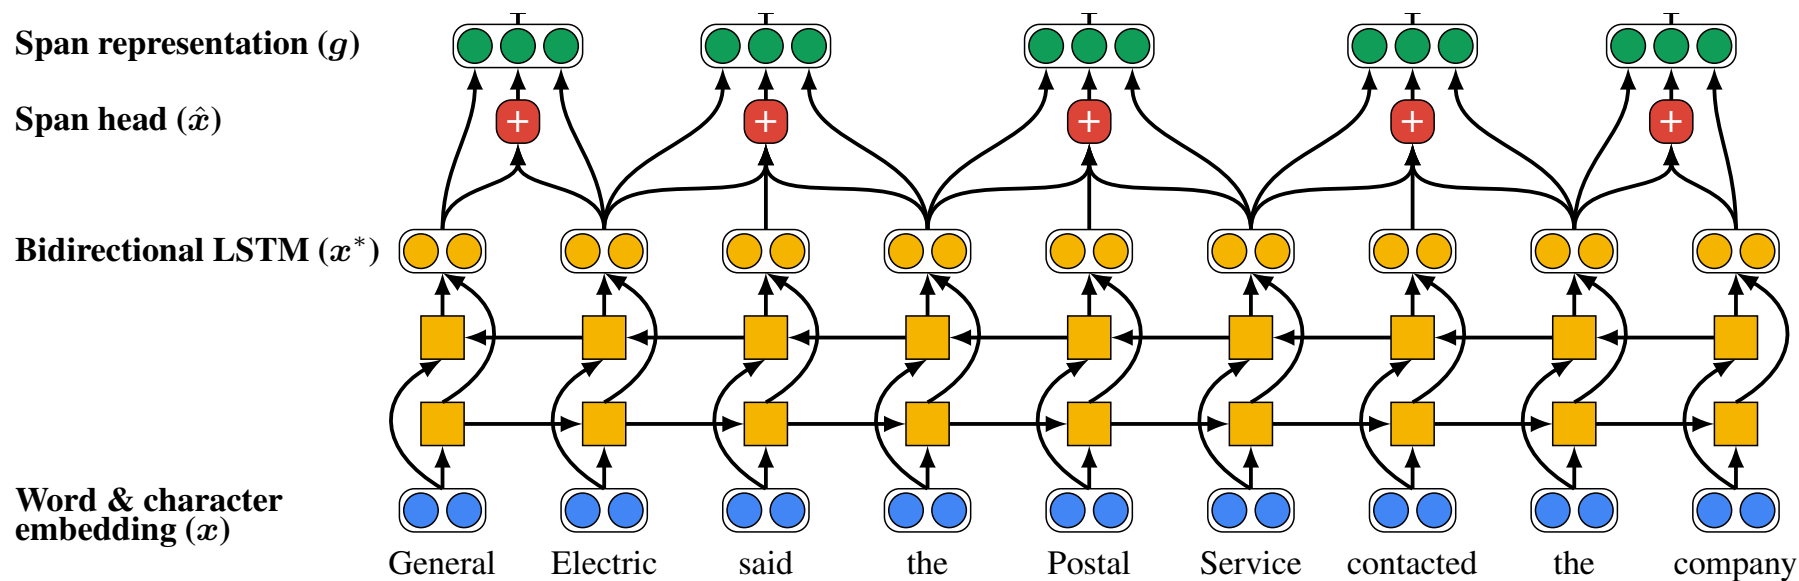 Span representation (g)
Span head (x̂)
+ + + + +
Bidirectional LSTM (x*)
Word & character
embedding (x)
General Electric said the Postal Service contacted the company